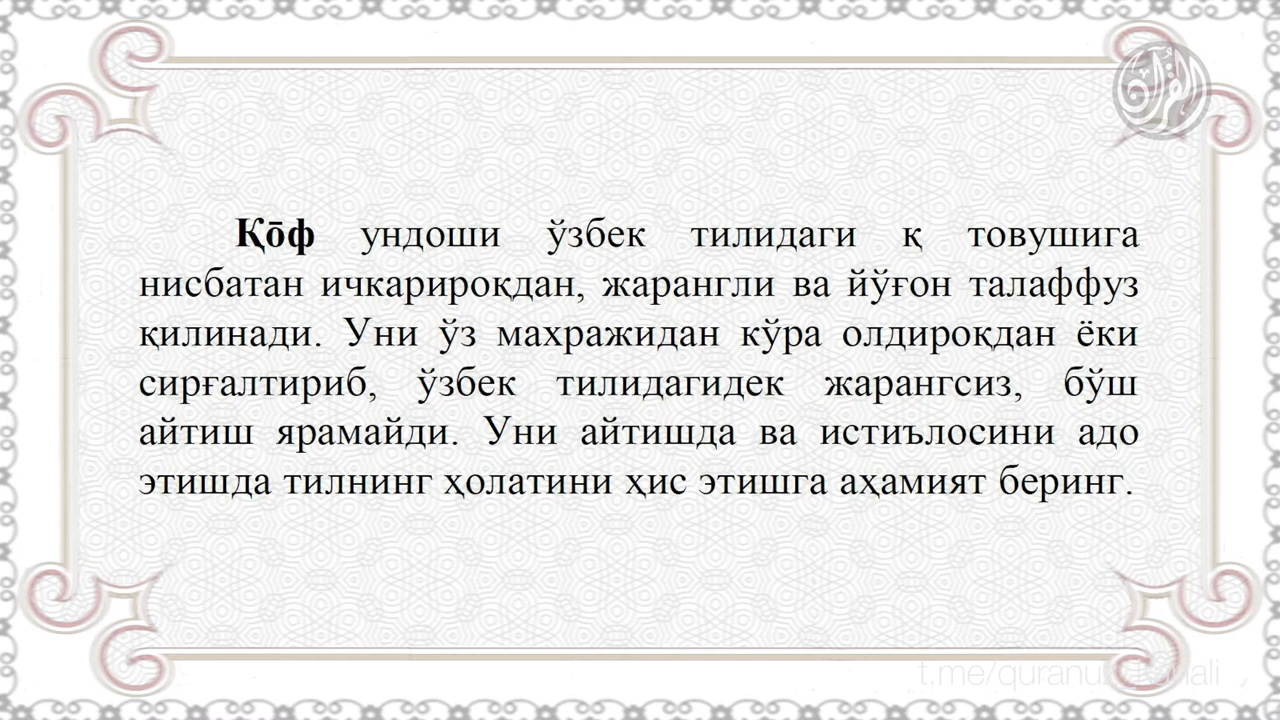 القرآن
Қōф ундоши ўзбек тилидаги қ товушига
нисбатан ичкарироқдан, жарангли ва йўғон талаффуз
қилинади. Уни ўз махражидан кўра олдироқдан ёки
сирғалтириб, ўзбек тилидагидек жарангсиз, бўш
айтиш ярамайди. Уни айтишда ва истиълосини адо
этишда тилнинг ҳолатини ҳис этишга аҳамият беринг.